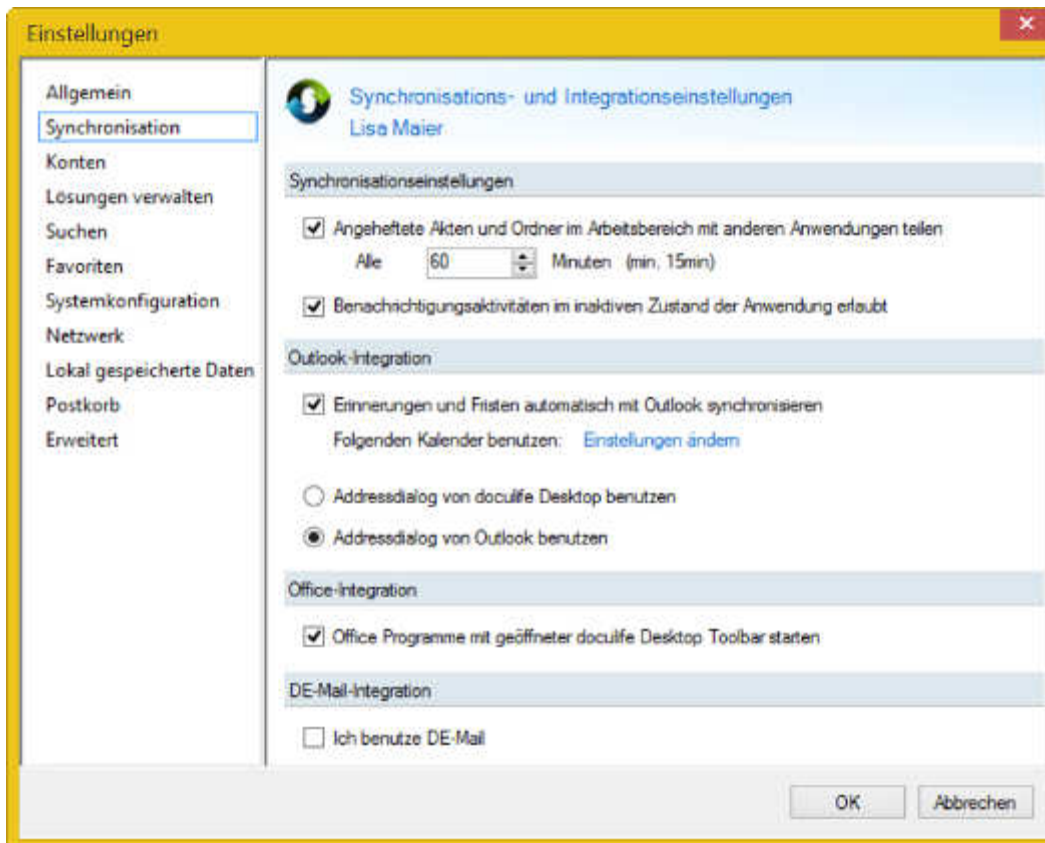 Einstellungen
Allgemein
Synchronisation
Konten
Lösungen verwalten
Suchen
Favoriten
Systemkonfiguration
Netzwerk
Lokal gespeicherte Daten
Postkorb
Erweitert
Synchronisations- und Integrationseinstellungen
Lisa Maier
Synchronisationseinstellungen
Angeheftete Akten und Ordner im Arbeitsbereich mit anderen Anwendungen teilen
Alle 60 Minuten (min. 15min)
Benachrichtigungsaktivitäten im inaktiven Zustand der Anwendung erlaubt
Outlook-Integration
Erinnerungen und Fristen automatisch mit Outlook synchronisieren
Folgenden Kalender benutzen: Einstellungen ändern
Addressdialog von doculife Desktop benutzen
Addressdialog von Outlook benutzen
Office-Integration
Office Programme mit geöffneter doculife Desktop Toolbar starten
DE-Mail-Integration
Ich benutze DE-Mail
OK Abbrechen